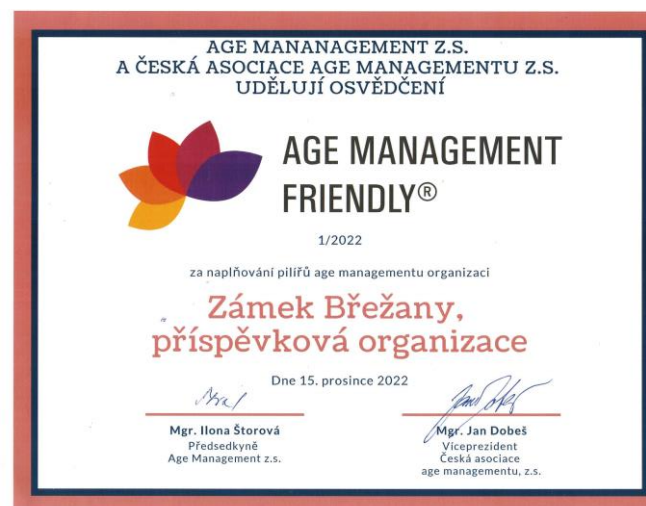 AGE MANANAGEMENT Z.S.
A ČESKÁ ASOCIACE AGE MANAGEMENTU Z.S.
UDĚLUJÍ OSVĚDČENÍ
AGE MANAGEMENT
FRIENDLY®
1/2022
za naplňování pilířů age managementu organizaci
Zámek Břežany,
příspěvková organizace
Dne 15. prosince 2022
Mgr. Ilona Štorová
Předsedkyně
Age Management z.s.
Mgr. Jan Dobeš
Viceprezident
Česká asociace
age managementu, z.s.